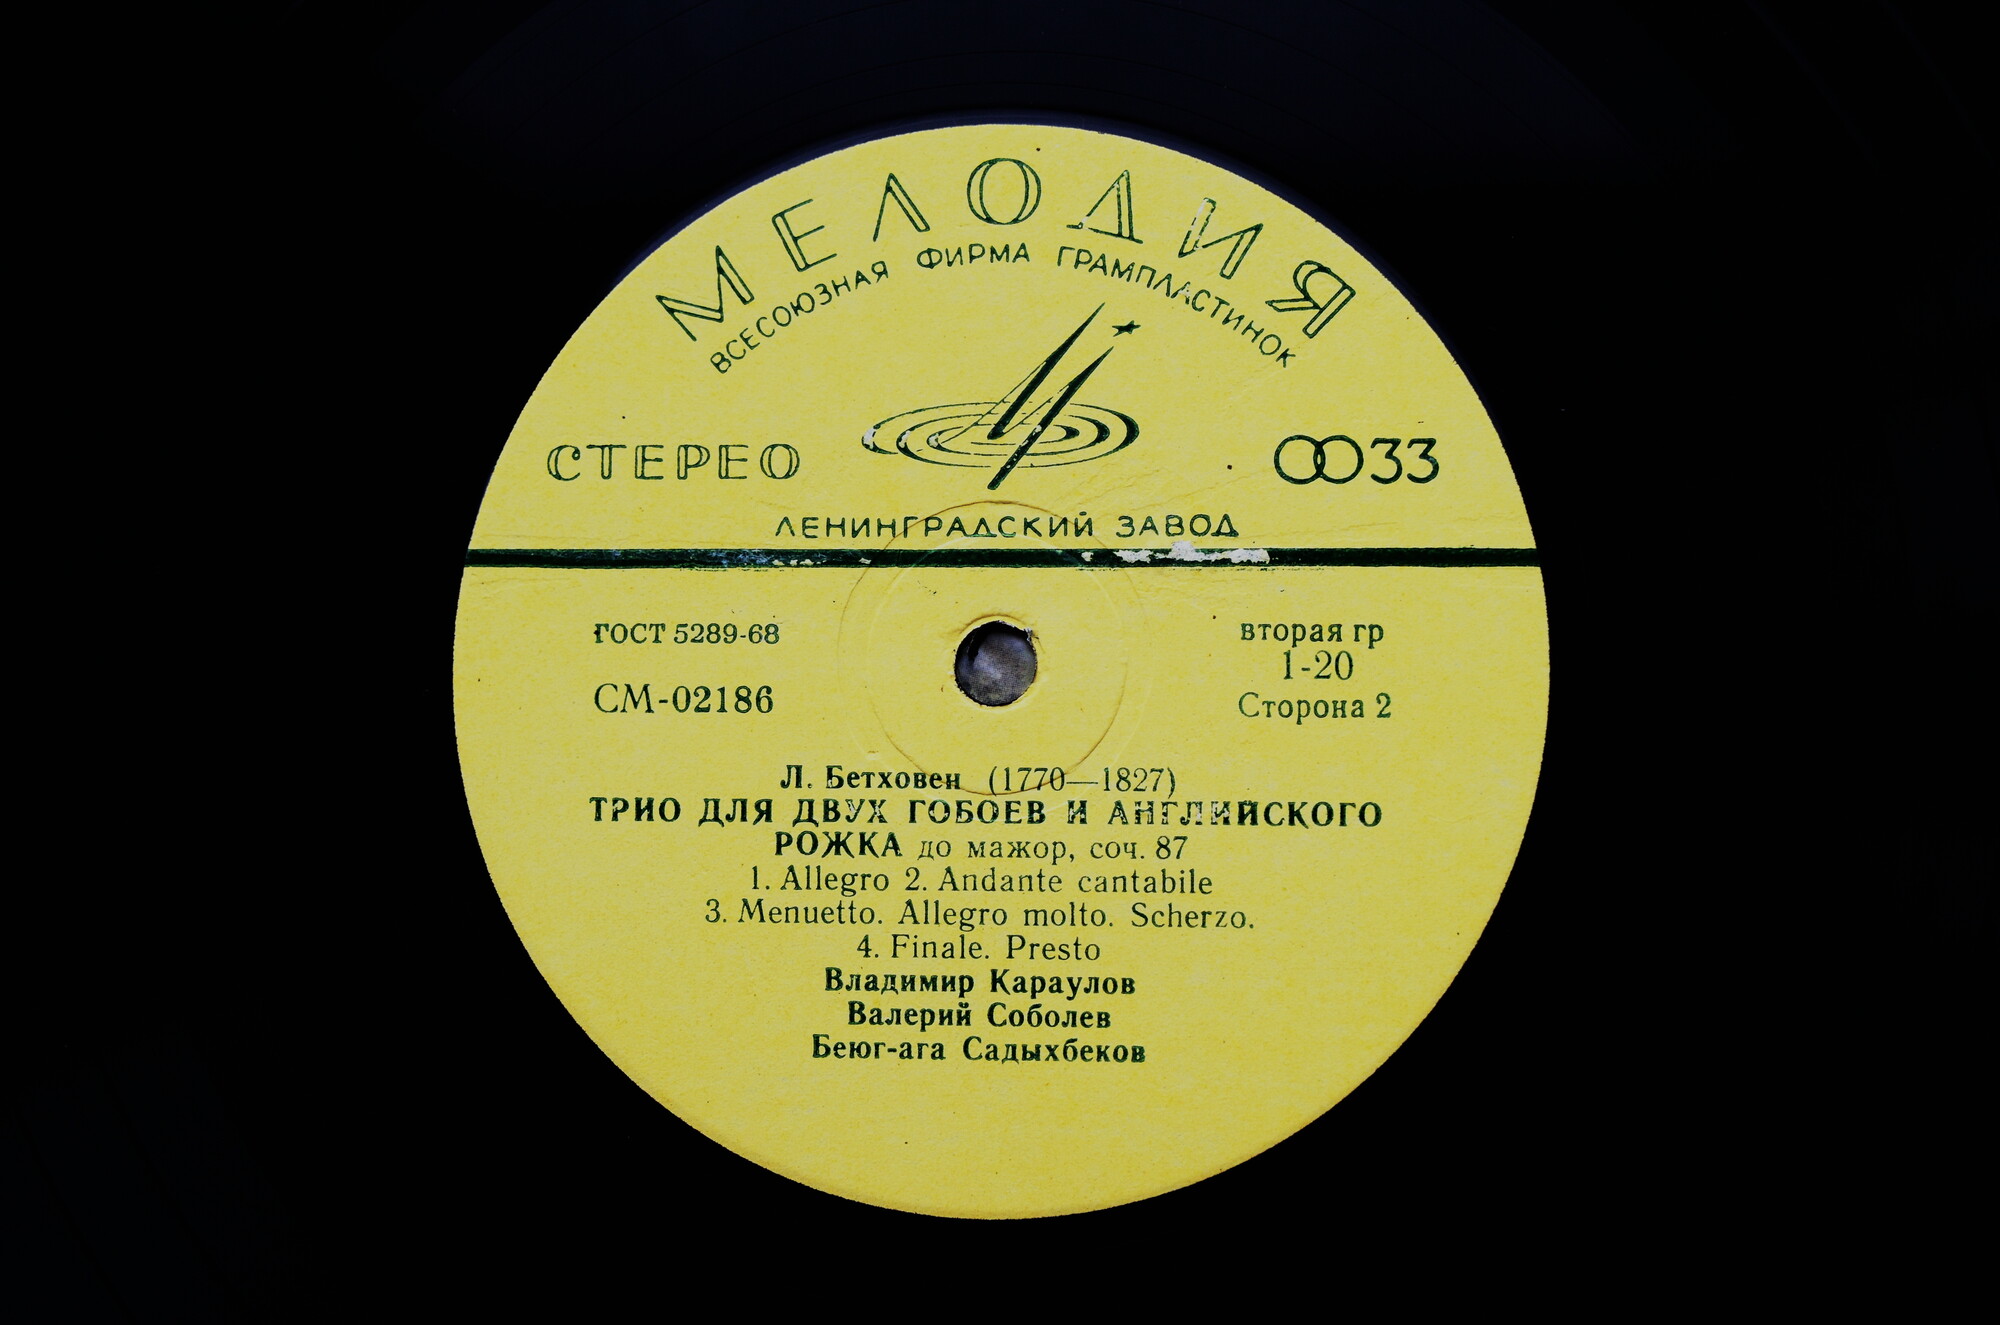 МЕЛОДИЯ
ВСЕСОЮЗНАЯ ФИРМА ГРАМПЛАСТИНОК
СТЕРЕО
33
ЛЕНИНГРАДСКИЙ ЗАВОД
ГОСТ 5289-68
вторая гр
1-20
СМ-02186
Сторона 2
Л. Бетховен (1770—1827)
ТРИО ДЛЯ ДВУХ ГОБОЕВ И АНГЛИЙСКОГО
РОЖКА до мажор, соч. 87
1. Allegro 2. Andante cantabile
3. Menuetto. Allegro molto. Scherzo.
4. Finale. Presto
Владимир Караулов
Валерий Соболев
Беюг-ага Садыхбеков